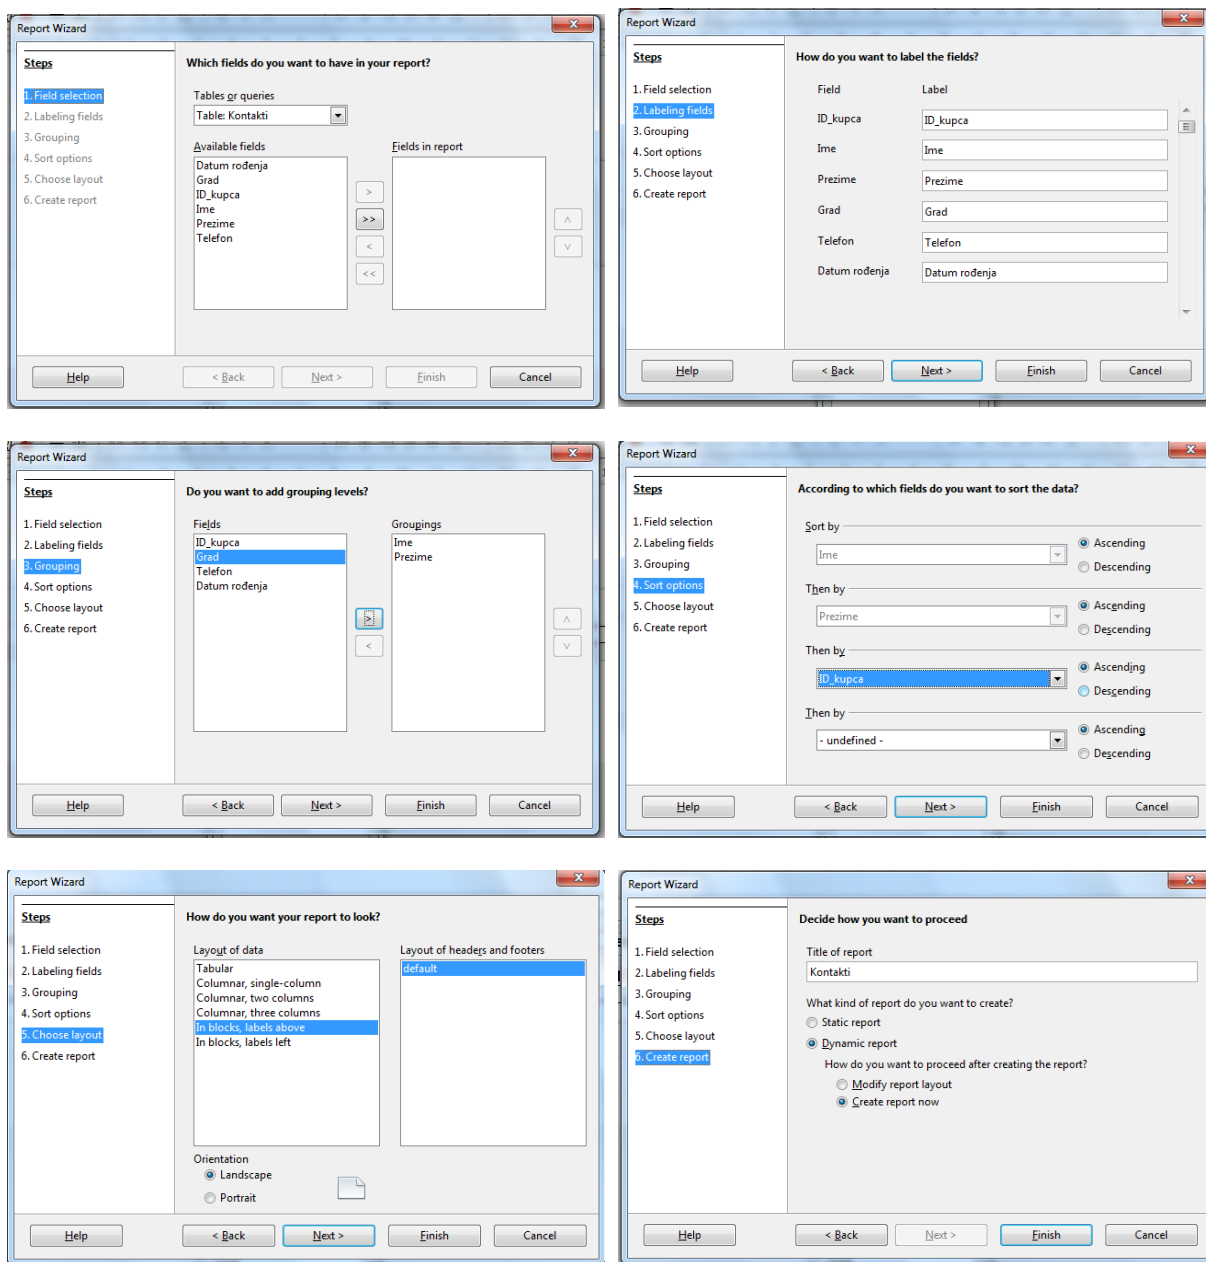 Report Wizard
Steps
1. Field selection
2. Labeling fields
3. Grouping
4. Sort options
5. Choose layout
6. Create report
Which fields do you want to have in your report?
Tables or queries
Table: Kontakti
Available fields
Fields in report
Datum rođenja
Grad
ID_kupca
Ime
Prezime
Telefon
>
>>
<
<<
Help
< Back
Next >
Finish
Cancel
Report Wizard
Steps
1. Field selection
2. Labeling fields
3. Grouping
4. Sort options
5. Choose layout
6. Create report
How do you want to label the fields?
Field Label
ID_kupca ID_kupca
Ime Ime
Prezime Prezime
Grad Grad
Telefon Telefon
Datum rođenja Datum rođenja
Help
< Back
Next >
Finish
Cancel
Report Wizard
Steps
1. Field selection
2. Labeling fields
3. Grouping
4. Sort options
5. Choose layout
6. Create report
Do you want to add grouping levels?
Fields
ID_kupca
Grad
Telefon
Datum rođenja
>
<
Groupings
Ime
Prezime
Help
< Back
Next >
Finish
Cancel
Report Wizard
Steps
1. Field selection
2. Labeling fields
3. Grouping
4. Sort options
5. Choose layout
6. Create report
According to which fields do you want to sort the data?
Sort by
Ime
Ascending
Descending
Then by
Prezime
Ascending
Descending
Then by
ID_kupca
Ascending
Descending
Then by
- undefined -
Ascending
Descending
Help
< Back
Next >
Finish
Cancel
Report Wizard
Steps
1. Field selection
2. Labeling fields
3. Grouping
4. Sort options
5. Choose layout
6. Create report
How do you want your report to look?
Layout of data
Tabular
Columnar, single-column
Columnar, two columns
Columnar, three columns
In blocks, labels above
In blocks, labels left
Layout of headers and footers
default
Orientation
Landscape
Portrait
Help
< Back
Next >
Finish
Cancel
Report Wizard
Steps
1. Field selection
2. Labeling fields
3. Grouping
4. Sort options
5. Choose layout
6. Create report
Decide how you want to proceed
Title of report
Kontakti
What kind of report do you want to create?
Static report
Dynamic report
How do you want to proceed after creating the report?
Modify report layout
Create report now
Help
< Back
Next >
Finish
Cancel